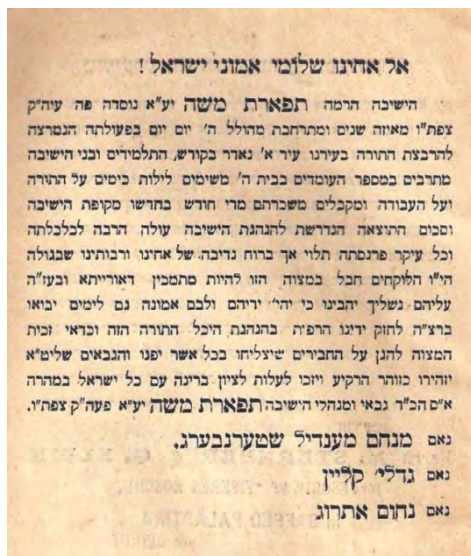 אל אחינו שלומי אמוני ישראל !
הישיבה הרמה תפארת משה יע״א נוסדה פה עיה״ק
צפת״ו מאיזה שנים ומתרחבת מהולל ה׳ יום יום בפעולתה הנטרצה
להרבצת התורה בעירנו עיר א׳ נאדר בקודש, התלמידים ובני הישיבה
מתרבים במספר העומדים בבית ה׳ משימים לילות כימים על התורה
ועל העבודה ומקבלים משכרתם מדי חודש בחדשו מקופת הישיבה
וסכום התוצאה הנדרשת להנהגת הישיבה עולה הרבה לכלכלתה
וכל עיקר פרנסתה תלוי אך ברוח נדיבה של אחינו ורבותינו שבגולה
הי״ו הלוקחים חבל במצוה הזו להיות מתמכין דאורייתא ובעז״ה
עליהם נשליך יהבינו כי יהי׳ ידיהם ולבם אמונה גם לימים יבואו
ברצ״ה לחזק ידינו הרפות בהנהגת היכל התורה הזה וכדאי זכית
המצוה להגן על החבירים שיצליחו בכל אשר יפנו והגבאים שליט״א
יזהירו כזוהר הרקיע ויזכו לעלות לציון ברינה עם כל ישראל במהרה
א״ס הכ״ד גבאי ומנהלי הישיבה תפארת משה יע״א פעה״ק צפת״ו.
נאם מנחם מענדיל שטערנבערג.
נאם גדלי׳ קליין
נאם נחום אתרוג